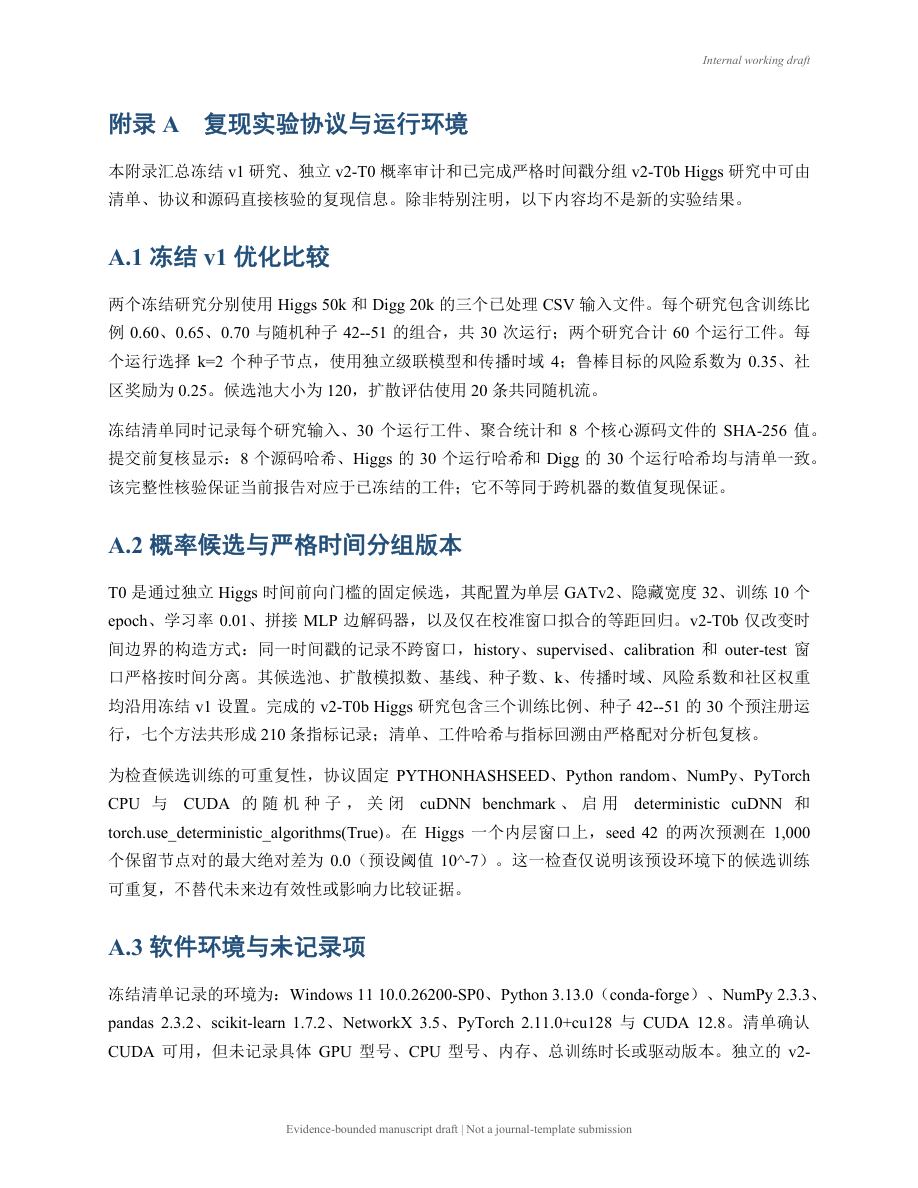 Internal working draft
附录 A　复现实验协议与运行环境
本附录汇总冻结 v1 研究、独立 v2-T0 概率审计和已完成严格时间戳分组 v2-T0b Higgs 研究中可由
清单、协议和源码直接核验的复现信息。除非特别注明，以下内容均不是新的实验结果。
A.1 冻结 v1 优化比较
两个冻结研究分别使用 Higgs 50k 和 Digg 20k 的三个已处理 CSV 输入文件。每个研究包含训练比
例 0.60、0.65、0.70 与随机种子 42--51 的组合，共 30 次运行；两个研究合计 60 个运行工件。每
个运行选择 k=2 个种子节点，使用独立级联模型和传播时域 4；鲁棒目标的风险系数为 0.35、社
区奖励为 0.25。候选池大小为 120，扩散评估使用 20 条共同随机流。
冻结清单同时记录每个研究输入、30 个运行工件、聚合统计和 8 个核心源码文件的 SHA-256 值。
提交前复核显示：8 个源码哈希、Higgs 的 30 个运行哈希和 Digg 的 30 个运行哈希均与清单一致。
该完整性核验保证当前报告对应于已冻结的工件；它不等同于跨机器的数值复现保证。
A.2 概率候选与严格时间分组版本
T0 是通过独立 Higgs 时间前向门槛的固定候选，其配置为单层 GATv2、隐藏宽度 32、训练 10 个
epoch、学习率 0.01、拼接 MLP 边解码器，以及仅在校准窗口拟合的等距回归。v2-T0b 仅改变时
间边界的构造方式：同一时间戳的记录不跨窗口，history、supervised、calibration 和 outer-test 窗
口严格按时间分离。其候选池、扩散模拟数、基线、种子数、k、传播时域、风险系数和社区权重
均沿用冻结 v1 设置。完成的 v2-T0b Higgs 研究包含三个训练比例、种子 42--51 的 30 个预注册运
行，七个方法共形成 210 条指标记录；清单、工件哈希与指标回溯由严格配对分析包复核。
为检查候选训练的可重复性，协议固定 PYTHONHASHSEED、Python random、NumPy、PyTorch
CPU 与 CUDA 的随机种子，关闭 cuDNN benchmark、启用 deterministic cuDNN 和
torch.use_deterministic_algorithms(True)。在 Higgs 一个内层窗口上，seed 42 的两次预测在 1,000
个保留节点对的最大绝对差为 0.0（预设阈值 10^-7）。这一检查仅说明该预设环境下的候选训练
可重复，不替代未来边有效性或影响力比较证据。
A.3 软件环境与未记录项
冻结清单记录的环境为：Windows 11 10.0.26200-SP0、Python 3.13.0（conda-forge）、NumPy 2.3.3、
pandas 2.3.2、scikit-learn 1.7.2、NetworkX 3.5、PyTorch 2.11.0+cu128 与 CUDA 12.8。清单确认
CUDA 可用，但未记录具体 GPU 型号、CPU 型号、内存、总训练时长或驱动版本。独立的 v2-
Evidence-bounded manuscript draft | Not a journal-template submission